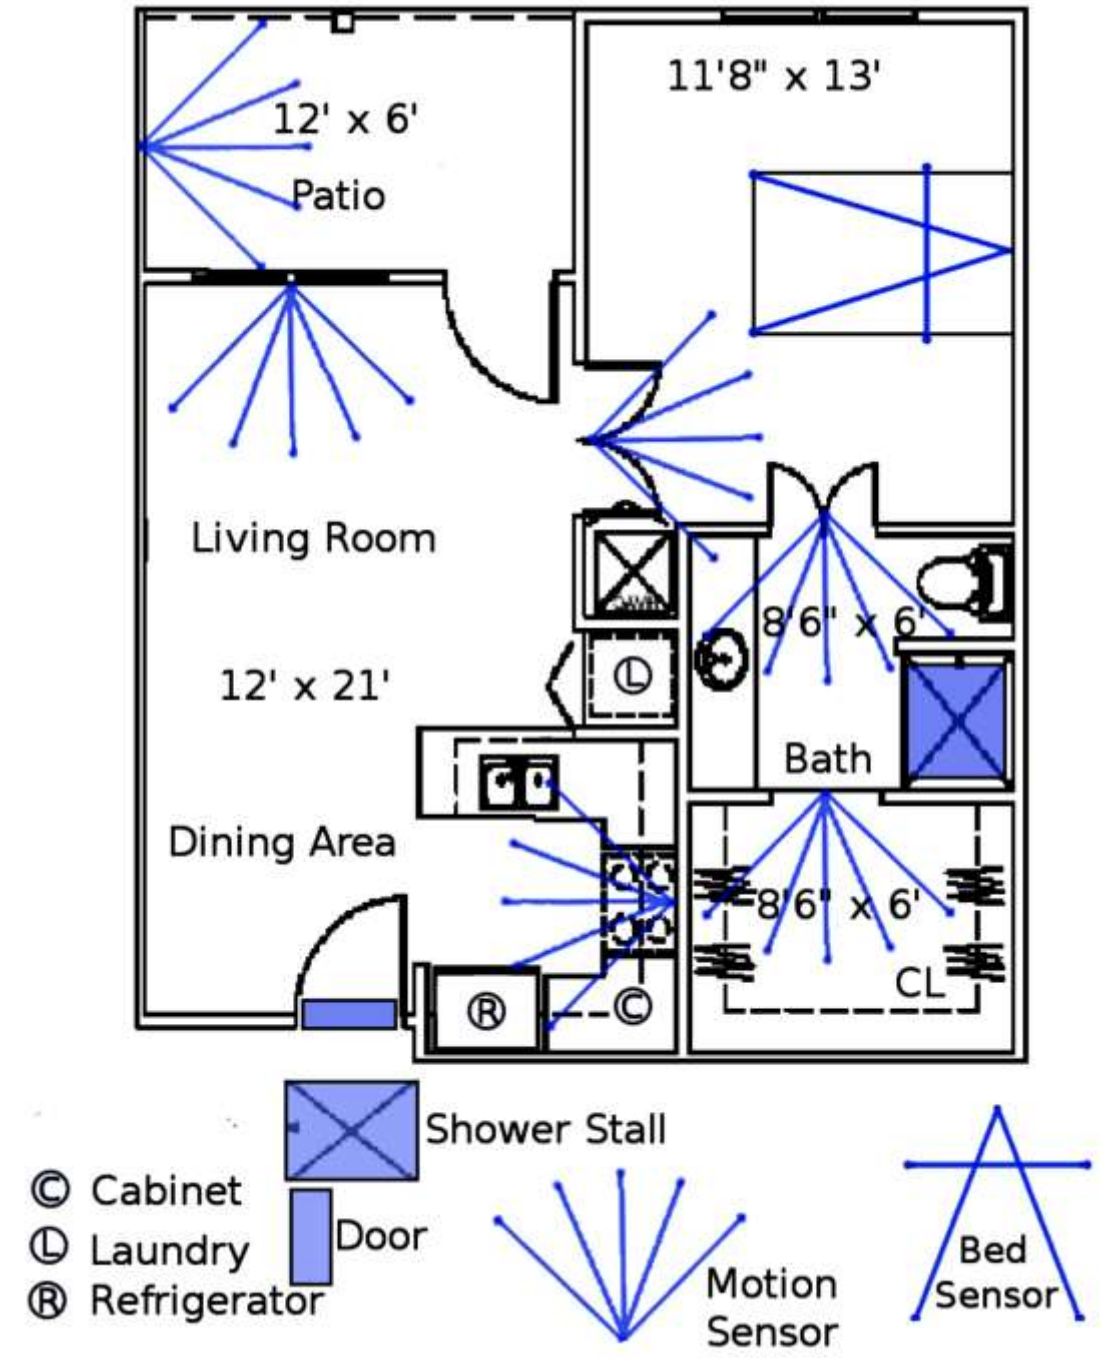 11'8" x 13'
12' x 6'
Patio
Living Room
8'6" x 6'
L
12' x 21'
Bath
Dining Area
8'6" x 6'
CL
R
C
Shower Stall
C Cabinet
L Laundry
Door
R Refrigerator
Motion
Sensor
Bed
Sensor